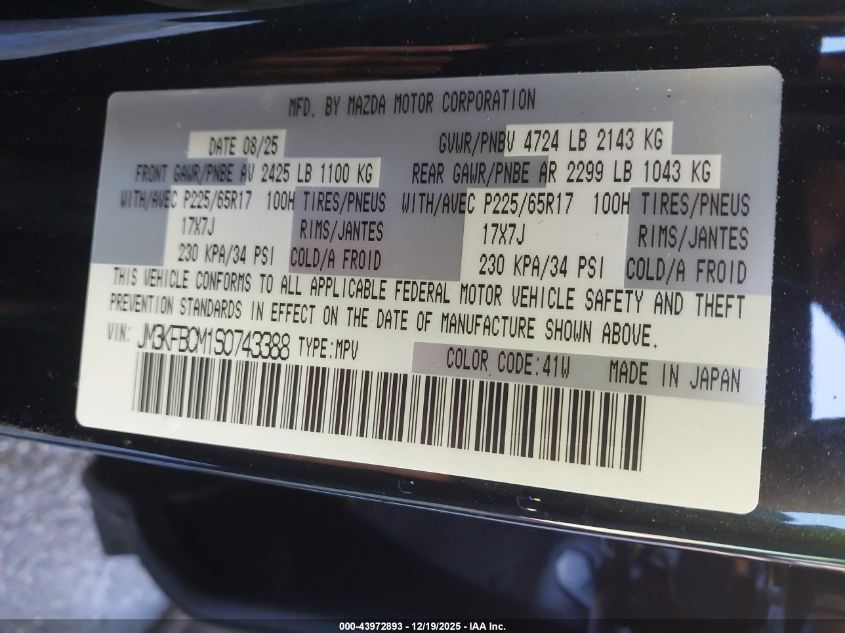 MFD. BY MAZDA MOTOR CORPORATION
DATE 08/25 GVWR/PNBV 4724 LB 2143 KG
FRONT GAWR/PNBE AV 2425 LB 1100 KG REAR GAWR/PNBE AR 2299 LB 1043 KG
WITH/AVEC P225/65R17 100H TIRES/PNEUS WITH/AVEC P225/65R17 100H TIRES/PNEUS
17X7J RIMS/JANTES 17X7J RIMS/JANTES
230 KPA/34 PSI COLD/A FROID 230 KPA/34 PSI COLD/A FROID
THIS VEHICLE CONFORMS TO ALL APPLICABLE FEDERAL MOTOR VEHICLE SAFETY AND THEFT
PREVENTION STANDARDS IN EFFECT ON THE DATE OF MANUFACTURE SHOWN ABOVE.
VIN: JM3KFBCM1S0743388 TYPE:MPV COLOR CODE:41W MADE IN JAPAN
000-43972893 | 12/19/2025 | IAA Inc.